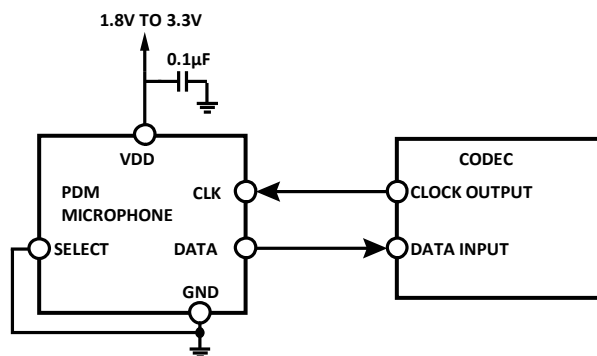 1.8V TO 3.3V
0.1µF
VDD
CODEC
PDM
MICROPHONE
CLK
CLOCK OUTPUT
SELECT
DATA
DATA INPUT
GND